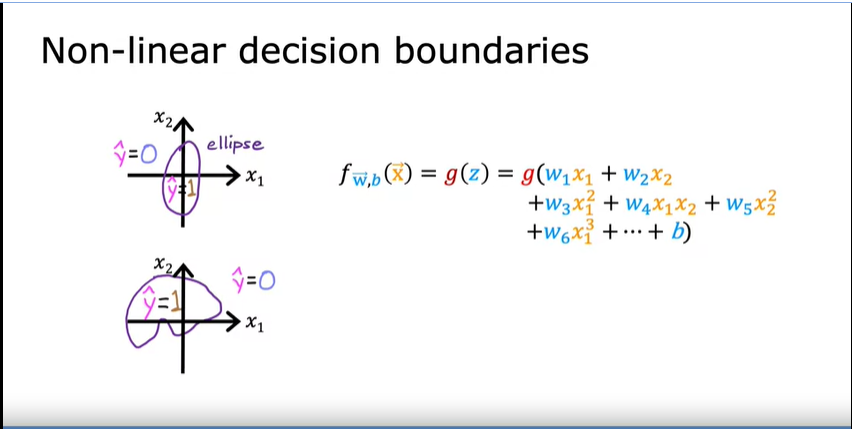 Non-linear decision boundaries
x₂
ŷ=0
ellipse
x₁
ŷ=1
f w⃗,b(x⃗) = g(z) = g(w₁x₁ + w₂x₂
+w₃x₁² + w₄x₁x₂ + w₅x₂²
+w₆x₁³ + ⋯ + b)
x₂
ŷ=0
ŷ=1
x₁